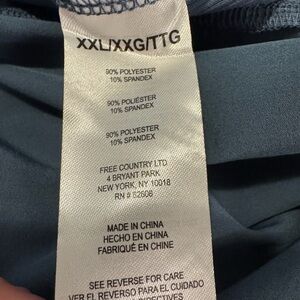 XXL/XXG/TTG
90% POLYESTER
10% SPANDEX
90% POLIÉSTER
10% SPANDEX
90% POLYESTER
10% SPANDEX
FREE COUNTRY LTD
4 BRYANT PARK
NEW YORK, NY 10018
RN # 82606
MADE IN CHINA
HECHO EN CHINA
FABRIQUÉ EN CHINE
SEE REVERSE FOR CARE
VER EL REVERSO PARA EL CUIDADO